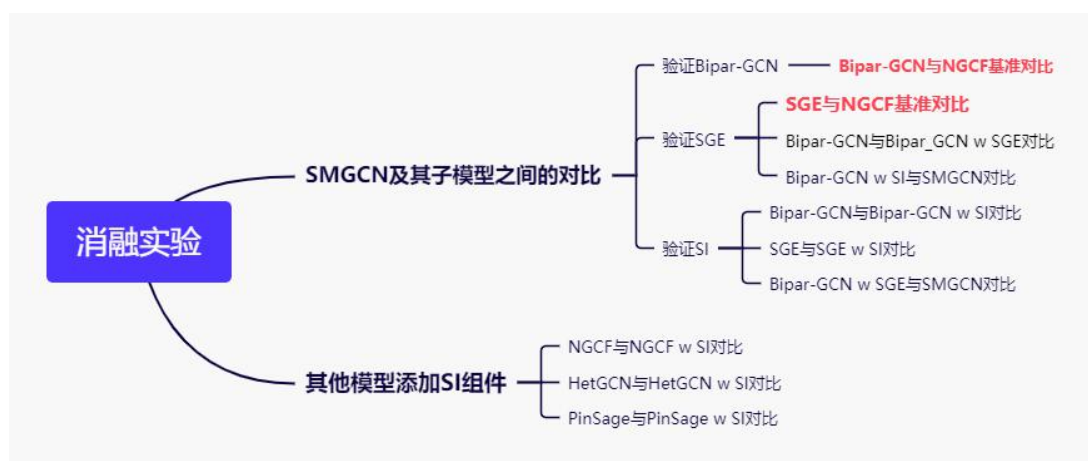 消融实验
SMGCN及其子模型之间的对比
验证Bipar-GCN
Bipar-GCN与NGCF基准对比
验证SGE
SGE与NGCF基准对比
Bipar-GCN与Bipar_GCN w SGE对比
Bipar-GCN w SI与SMGCN对比
验证SI
Bipar-GCN与Bipar-GCN w SI对比
SGE与SGE w SI对比
Bipar-GCN w SGE与SMGCN对比
其他模型添加SI组件
NGCF与NGCF w SI对比
HetGCN与HetGCN w SI对比
PinSage与PinSage w SI对比